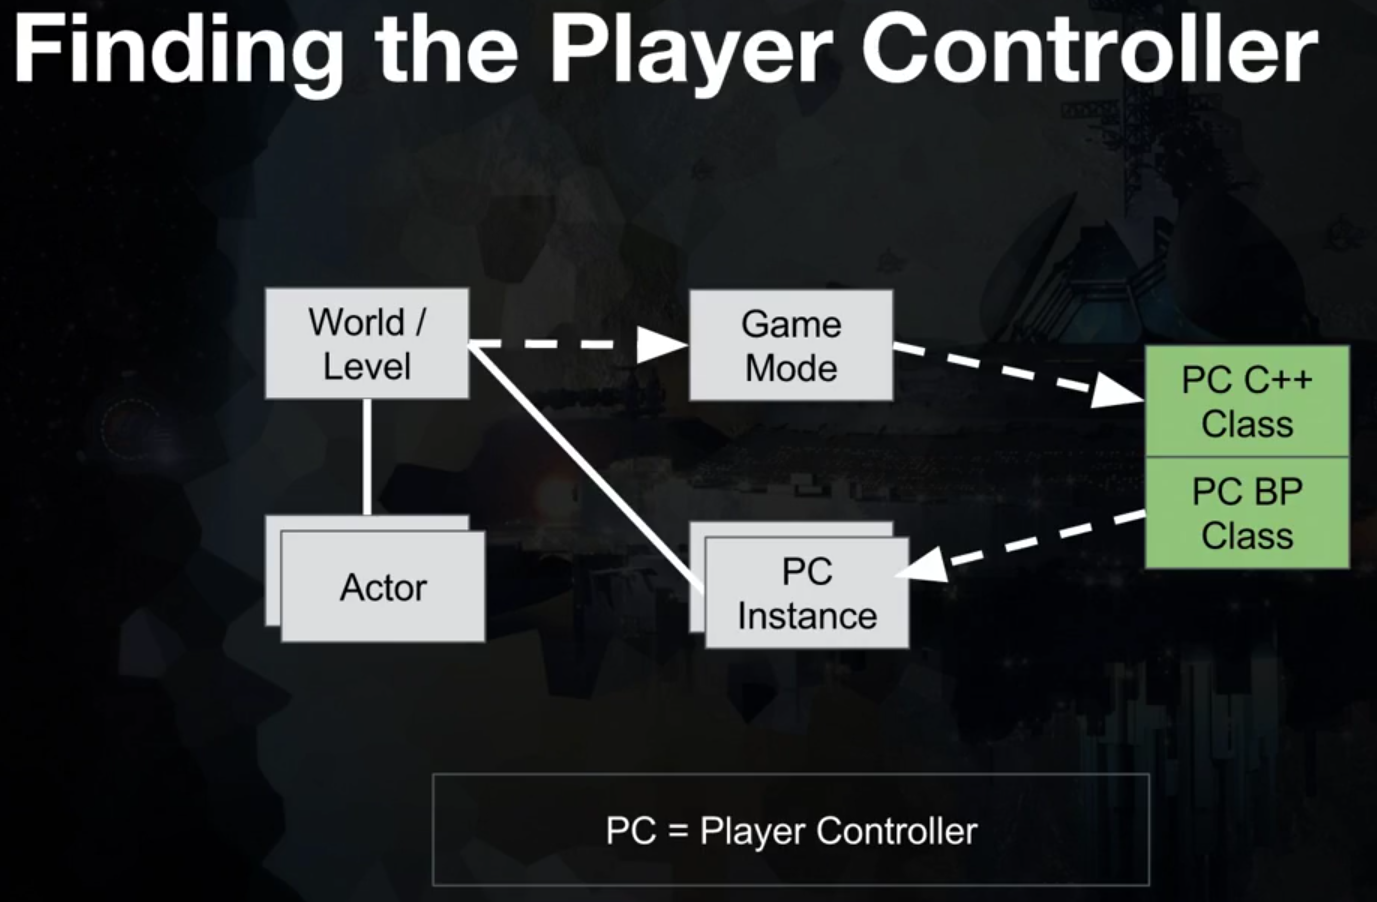 Finding the Player Controller
World /
Level
Game
Mode
PC C++
Class
PC BP
Class
Actor
PC
Instance
PC = Player Controller